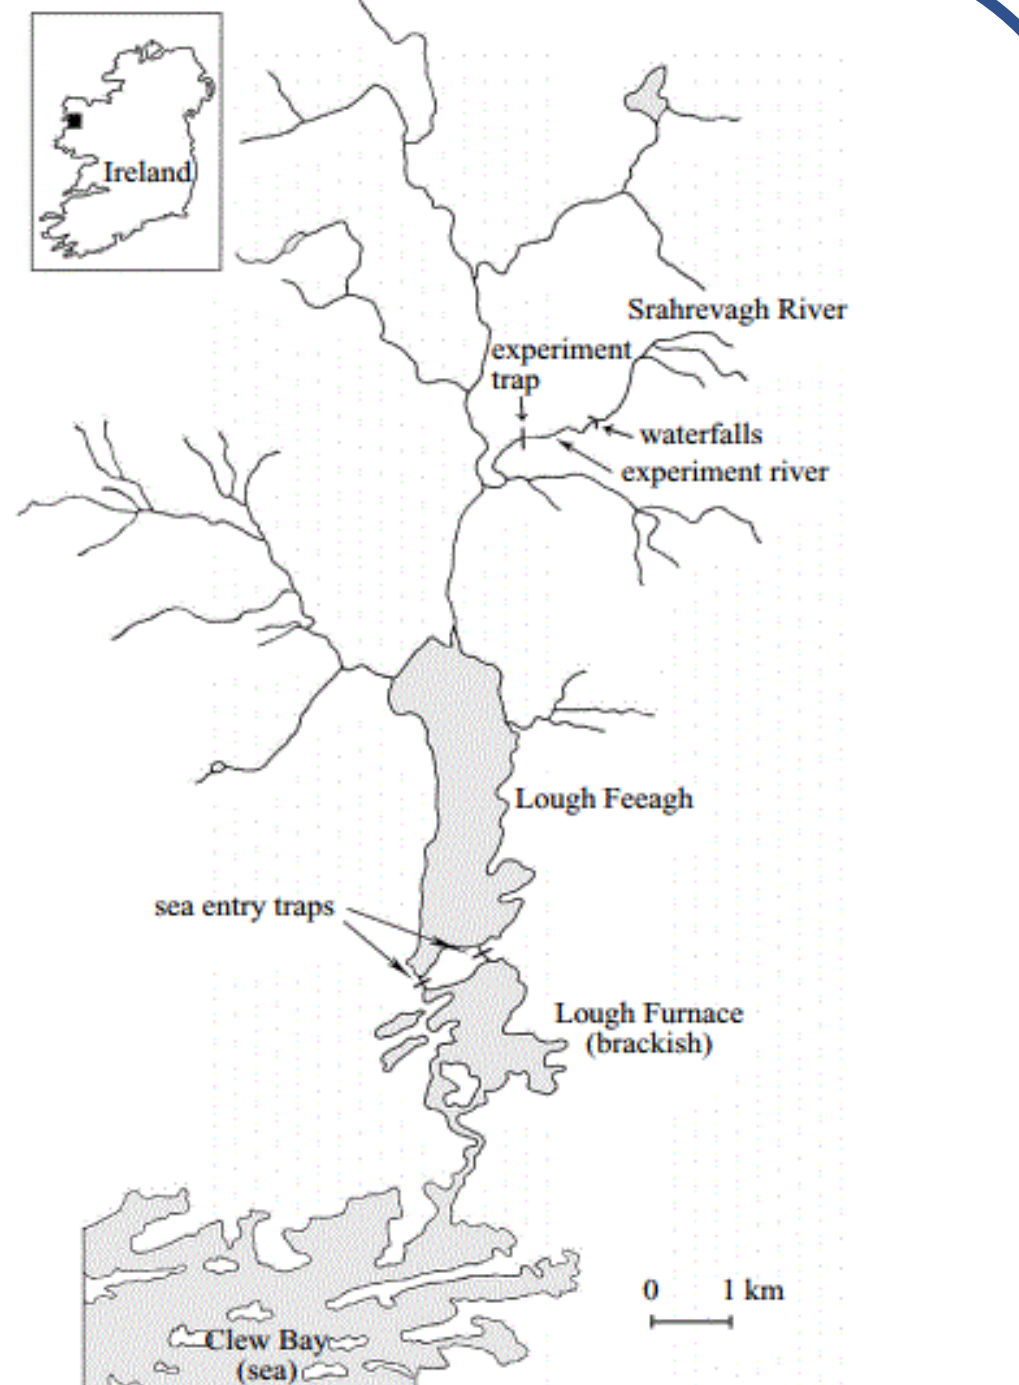 Ireland
Srahrevagh River
experiment
trap
waterfalls
experiment river
Lough Feeagh
sea entry traps
Lough Furnace
(brackish)
0 1 km
Clew Bay
(sea)